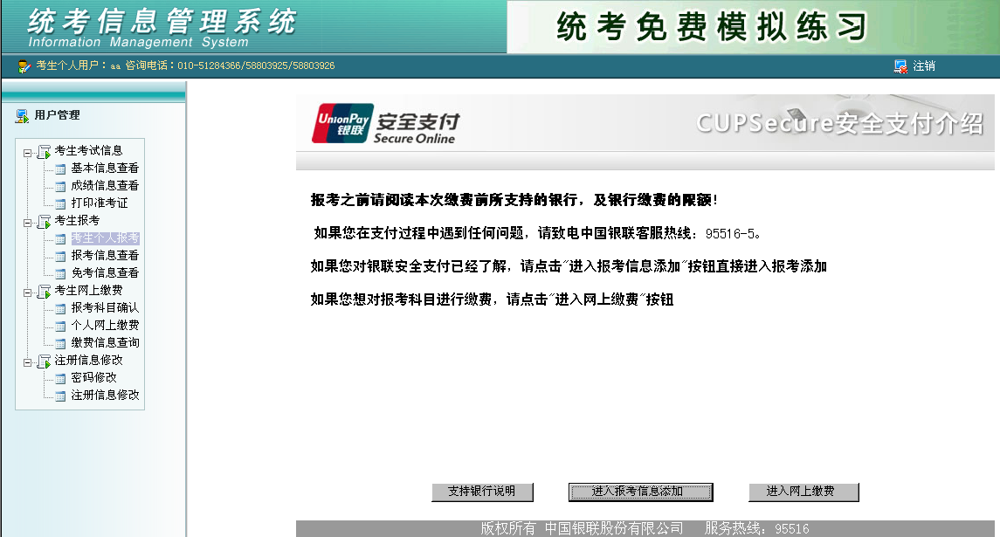 统考信息管理系统
Information Management System
统考免费模拟练习
考生个人用户：aa 咨询电话：010-51284366/58803925/58803926
注销
用户管理
考生考试信息
基本信息查看
成绩信息查看
打印准考证
考生报考
考生个人报考
报考信息查看
免考信息查看
考生网上缴费
报考科目确认
个人网上缴费
缴费信息查询
注册信息修改
密码修改
注册信息修改
UnionPay
银联
安全支付
Secure Online
CUPSecure安全支付介绍
报考之前请阅读本次缴费前所支持的银行，及银行缴费的限额！
如果您在支付过程中遇到任何问题，请致电中国银联客服热线：95516-5。
如果您对银联安全支付已经了解，请点击"进入报考信息添加"按钮直接进入报考添加
如果您想对报考科目进行缴费，请点击"进入网上缴费"按钮
支持银行说明
进入报考信息添加
进入网上缴费
版权所有 中国银联股份有限公司 服务热线：95516